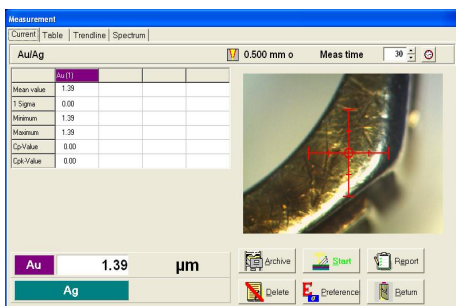 Measurement
Current Table Trendline Spectrum
Au/Ag 0.500 mm o Meas time 30
Au (1)
Mean value 1.39
1 Sigma 0.00
Minimum 1.39
Maximum 1.39
Cp-Value 0.00
Cpk-Value 0.00
Au 1.39 µm
Ag
Archive Start Report
Delete Preference Return